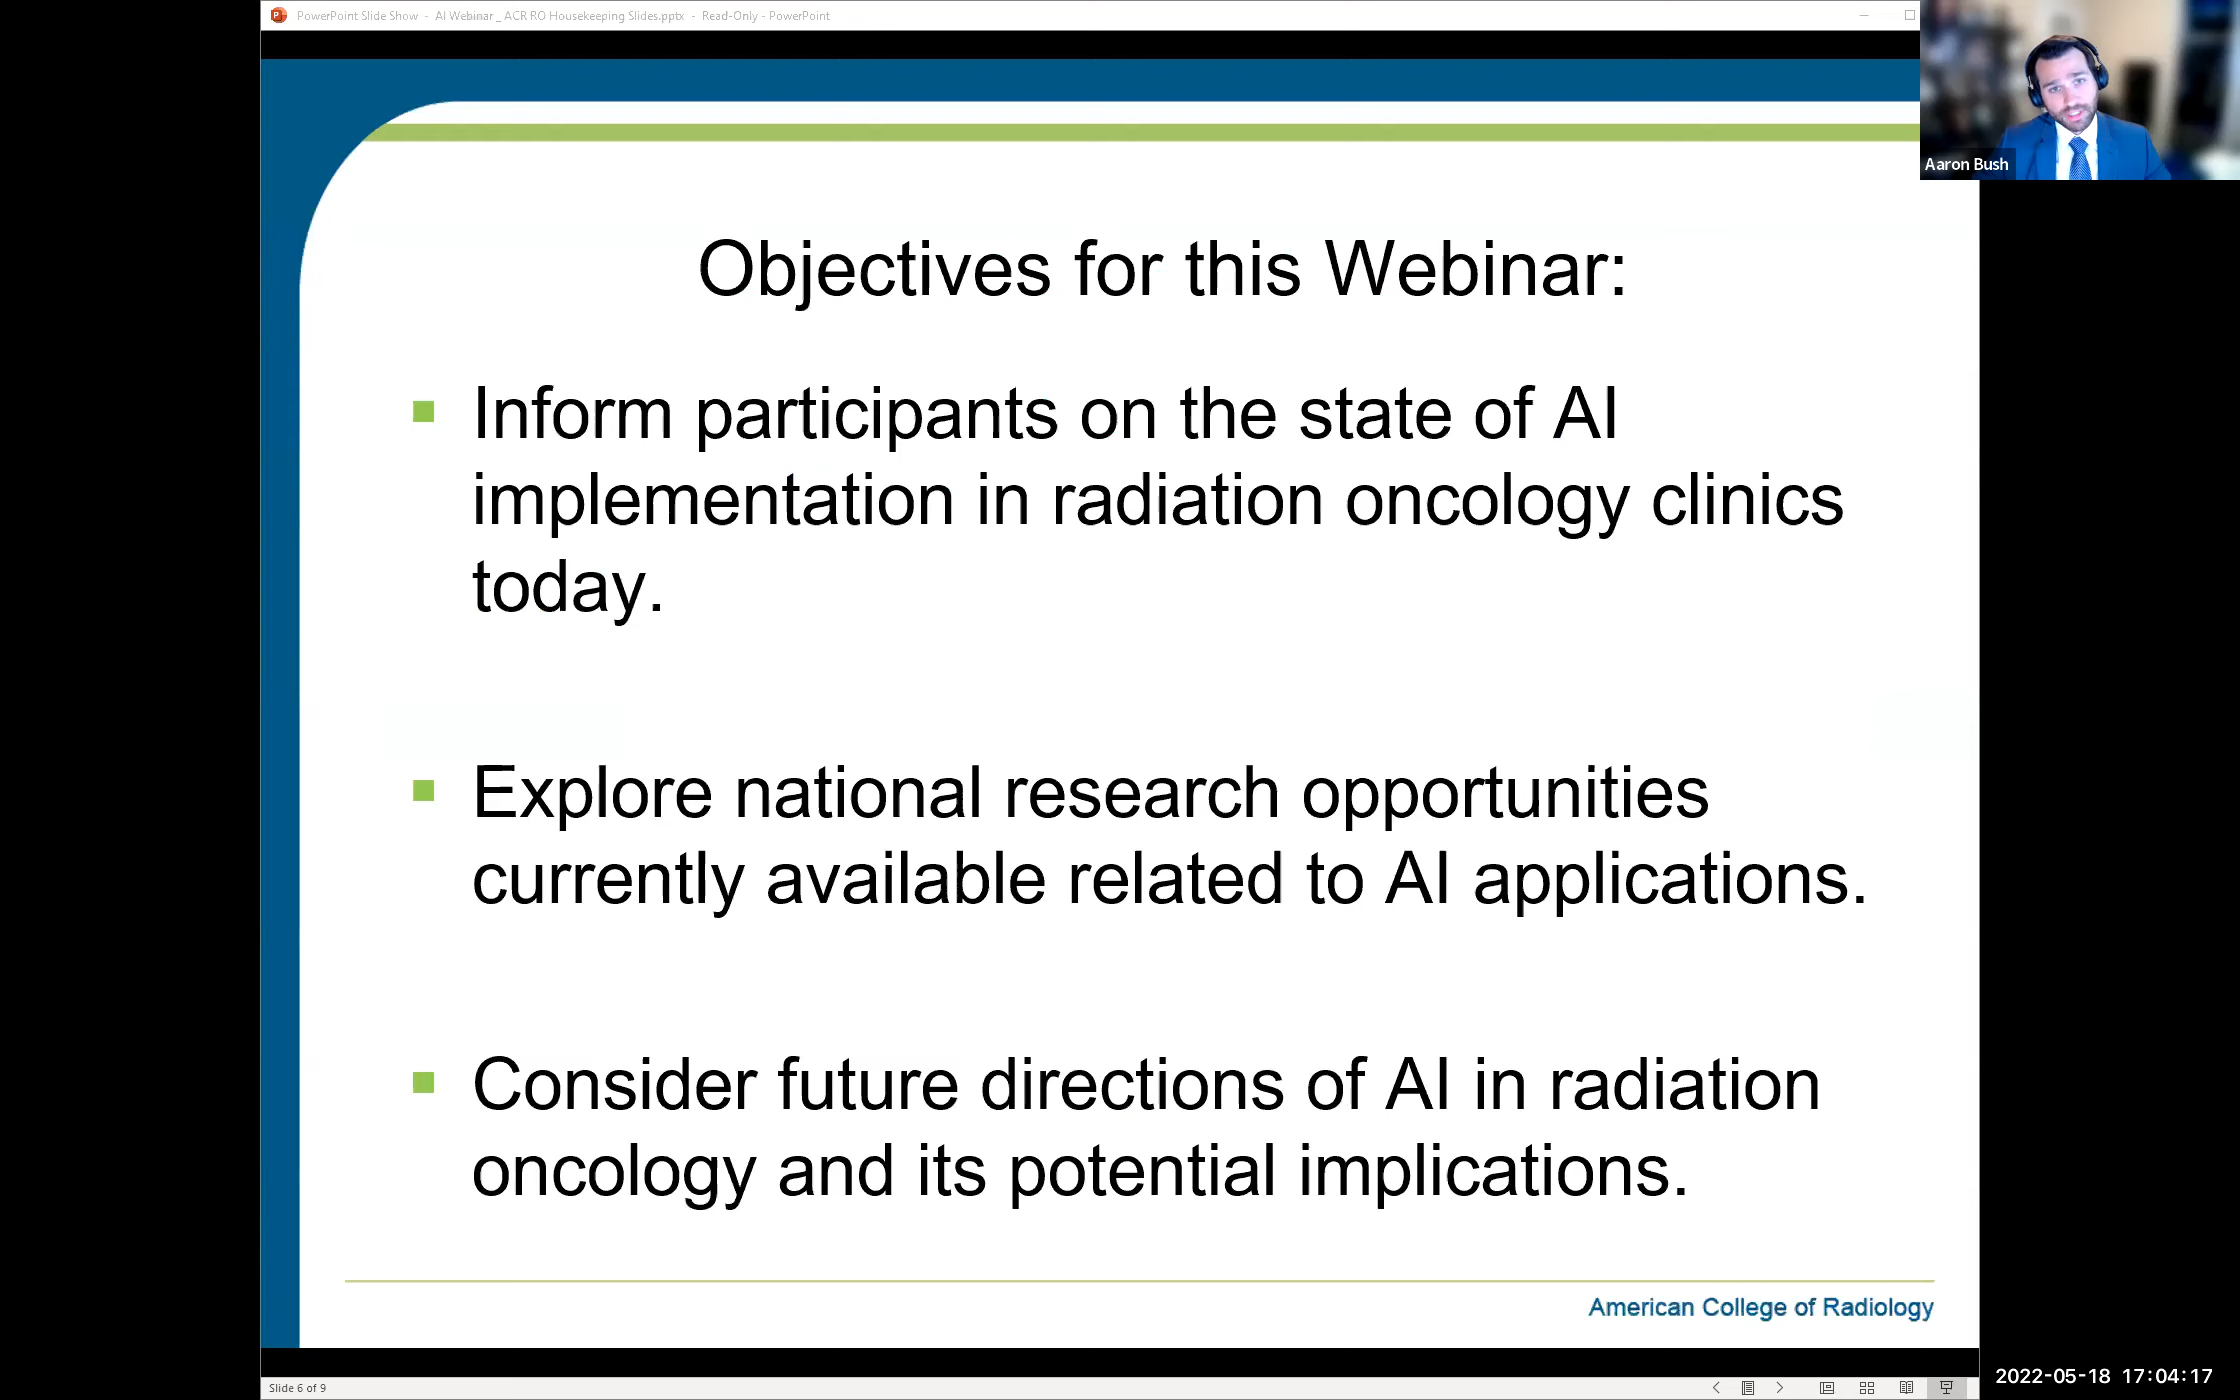 PowerPoint Slide Show - AI Webinar _ ACR RO Housekeeping Slides.pptx - Read-Only - PowerPoint
Aaron Bush
Objectives for this Webinar:
Inform participants on the state of AI
implementation in radiation oncology clinics
today.
Explore national research opportunities
currently available related to AI applications.
Consider future directions of AI in radiation
oncology and its potential implications.
American College of Radiology
Slide 6 of 9
2022-05-18 17:04:17